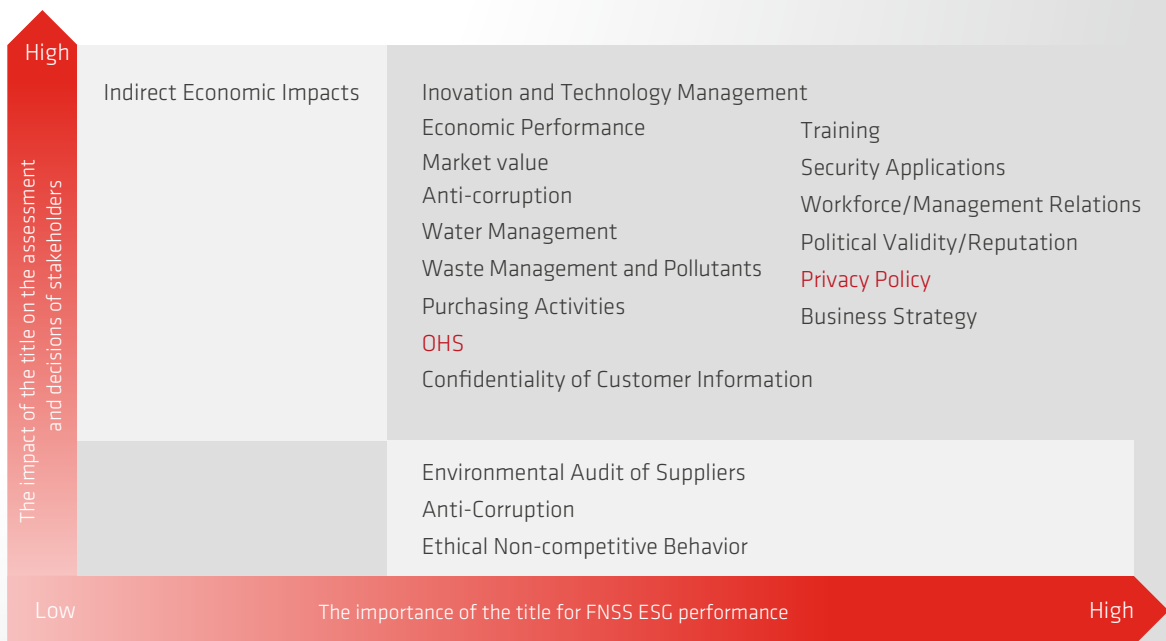 High
The impact of the title on the assessment
and decisions of stakeholders
Indirect Economic Impacts
Inovation and Technology Management
Economic Performance
Market value
Anti-corruption
Water Management
Waste Management and Pollutants
Purchasing Activities
OHS
Confidentiality of Customer Information
Training
Security Applications
Workforce/Management Relations
Political Validity/Reputation
Privacy Policy
Business Strategy
Environmental Audit of Suppliers
Anti-Corruption
Ethical Non-competitive Behavior
Low
The importance of the title for FNSS ESG performance
High